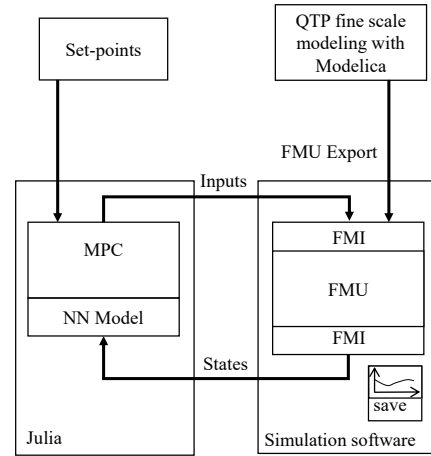 Set-points
QTP fine scale
modeling with
Modelica
FMU Export
Inputs
MPC
NN Model
FMI
FMU
FMI
States
save
Julia
Simulation software